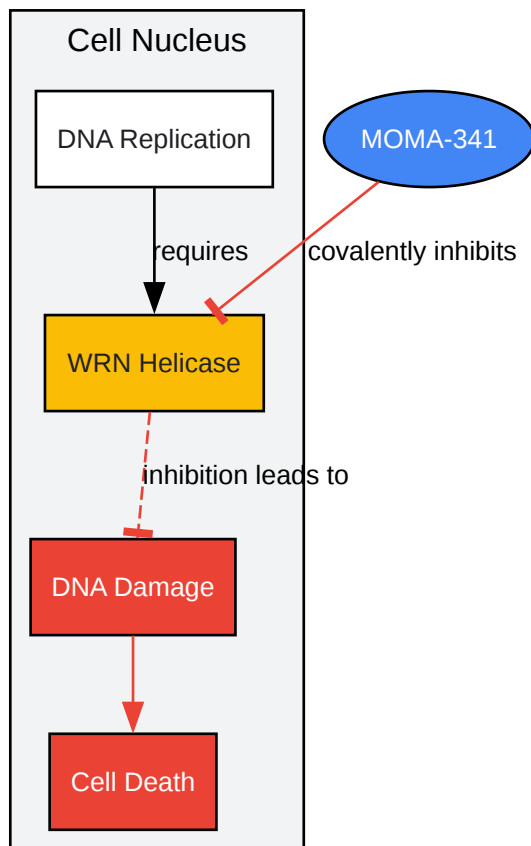 Cell Nucleus
DNA Replication
MOMA-341
requires
covalently inhibits
WRN Helicase
inhibition leads to
DNA Damage
Cell Death